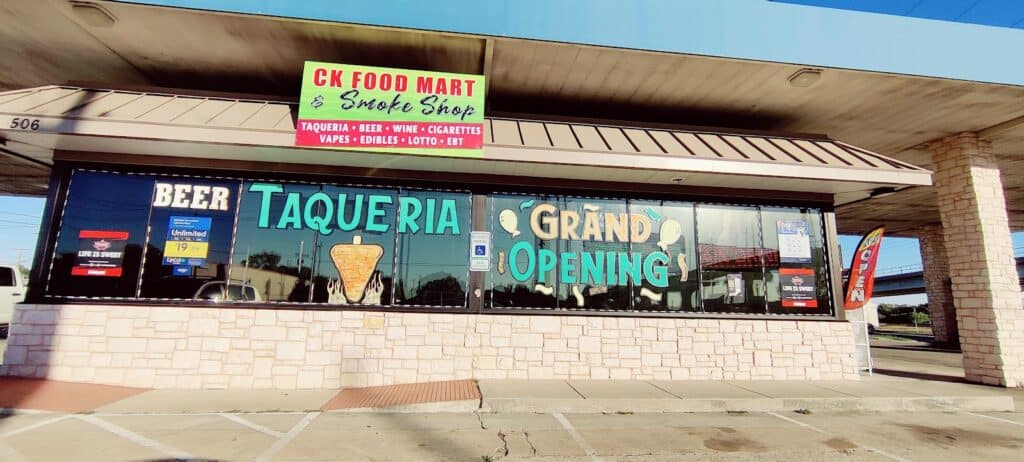 CK FOOD MART
& Smoke Shop
TAQUERIA • BEER • WINE • CIGARETTES
VAPES • EDIBLES • LOTTO • EBT
506
BEER
TAQUERIA
GRAND
OPENING
Unlimited
$19
LIFE IS SWEET
LIFE IS SWEET
OPEN